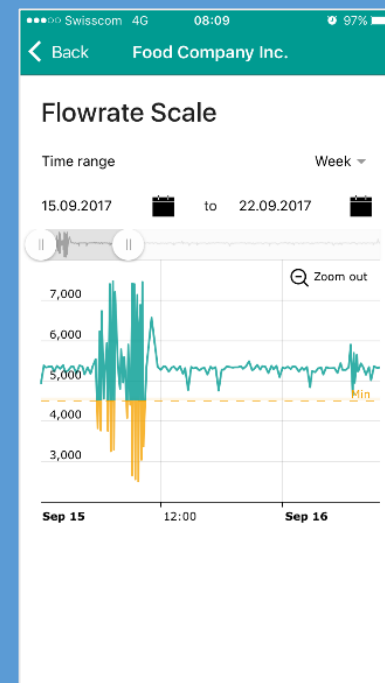 Swisscom 4G 08:09 97%
Back Food Company Inc.
Flowrate Scale
Time range Week
15.09.2017 to 22.09.2017
Zoom out
7,000
6,000
5,000
Min
4,000
3,000
Sep 15 12:00 Sep 16